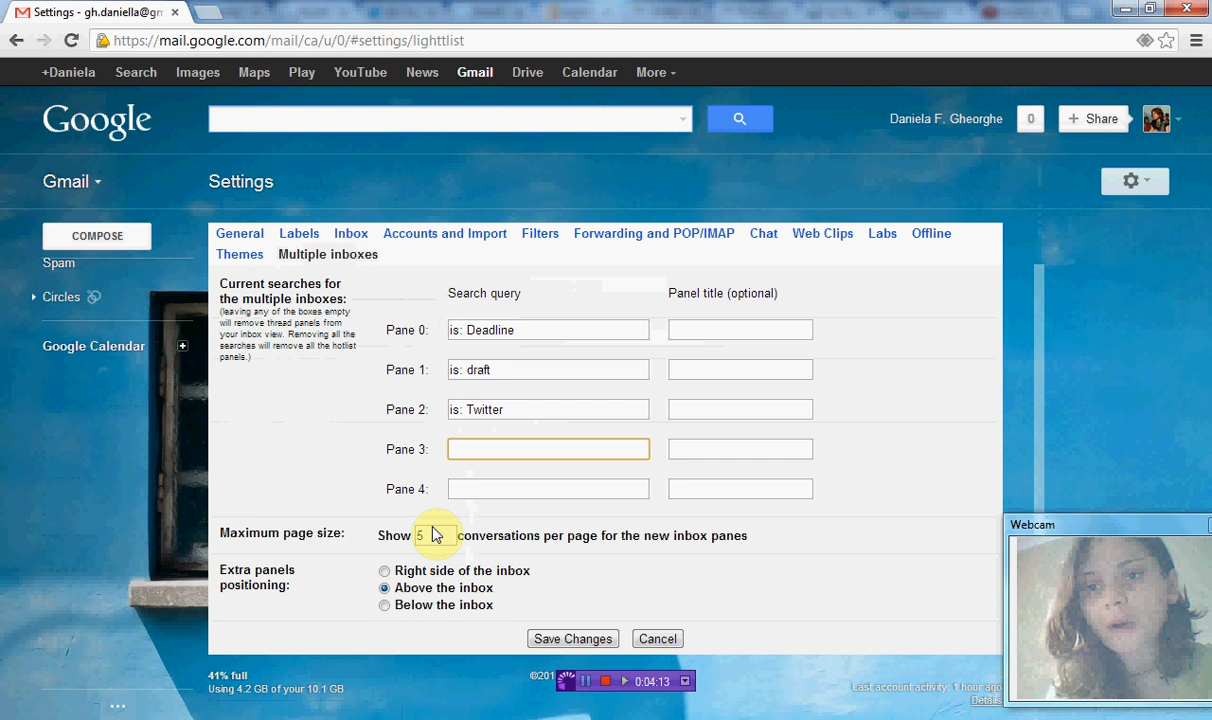 Settings - gh.daniella@gm
https://mail.google.com/mail/ca/u/0/#settings/lighttlist
+Daniela Search Images Maps Play YouTube News Gmail Drive Calendar More
Google
Daniela F. Gheorghe 0 + Share
Gmail Settings
COMPOSE
Spam
Circles
Google Calendar
General Labels Inbox Accounts and Import Filters Forwarding and POP/IMAP Chat Web Clips Labs Offline
Themes Multiple inboxes
Current searches for
the multiple inboxes:
(leaving any of the boxes empty
will remove thread panels from
your inbox view. Removing all the
searches will remove all the hotlist
panels.)
Search query Panel title (optional)
Pane 0: is: Deadline
Pane 1: is: draft
Pane 2: is: Twitter
Pane 3:
Pane 4:
Maximum page size: Show 5 conversations per page for the new inbox panes
Extra panels
positioning:
Right side of the inbox
Above the inbox
Below the inbox
Save Changes Cancel
41% full
Using 4.2 GB of your 10.1 GB
©201
0:04:13
Last account activity: 1 hour ago
Details
Webcam